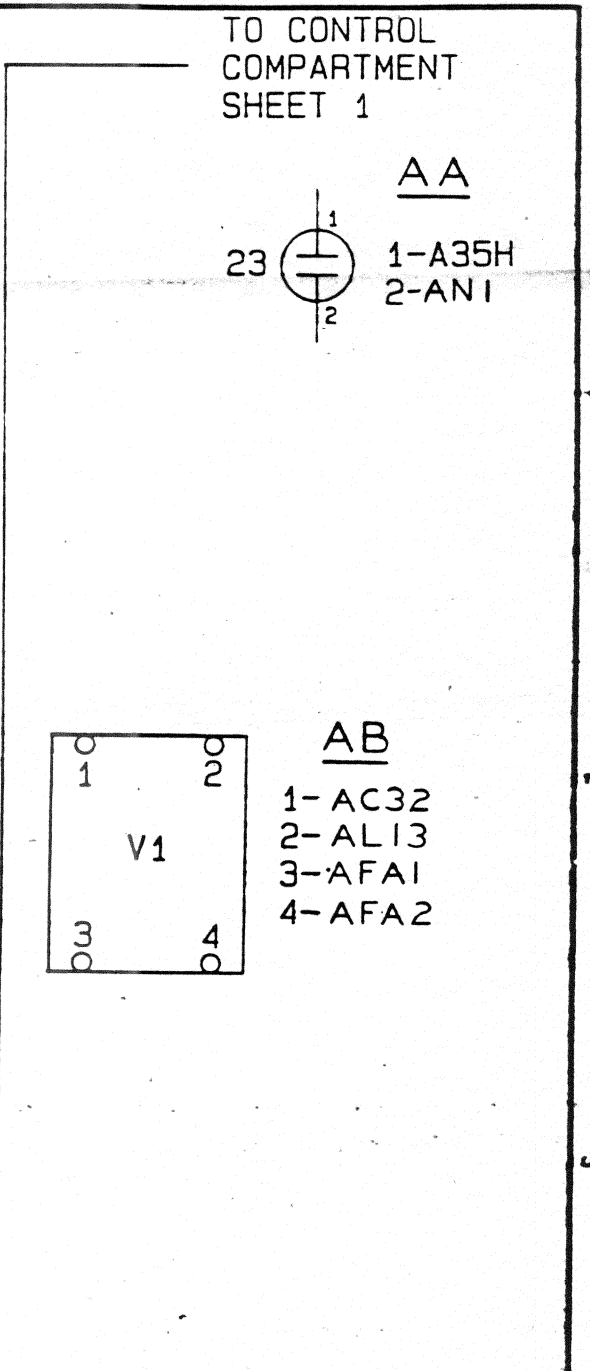 TO CONTROL
COMPARTMENT
SHEET 1
AA
1
23
1-A35H
2-AN1
2
AB
1 2
1-AC32
2-AL13
V1
3-AFA1
3 4
4-AFA2